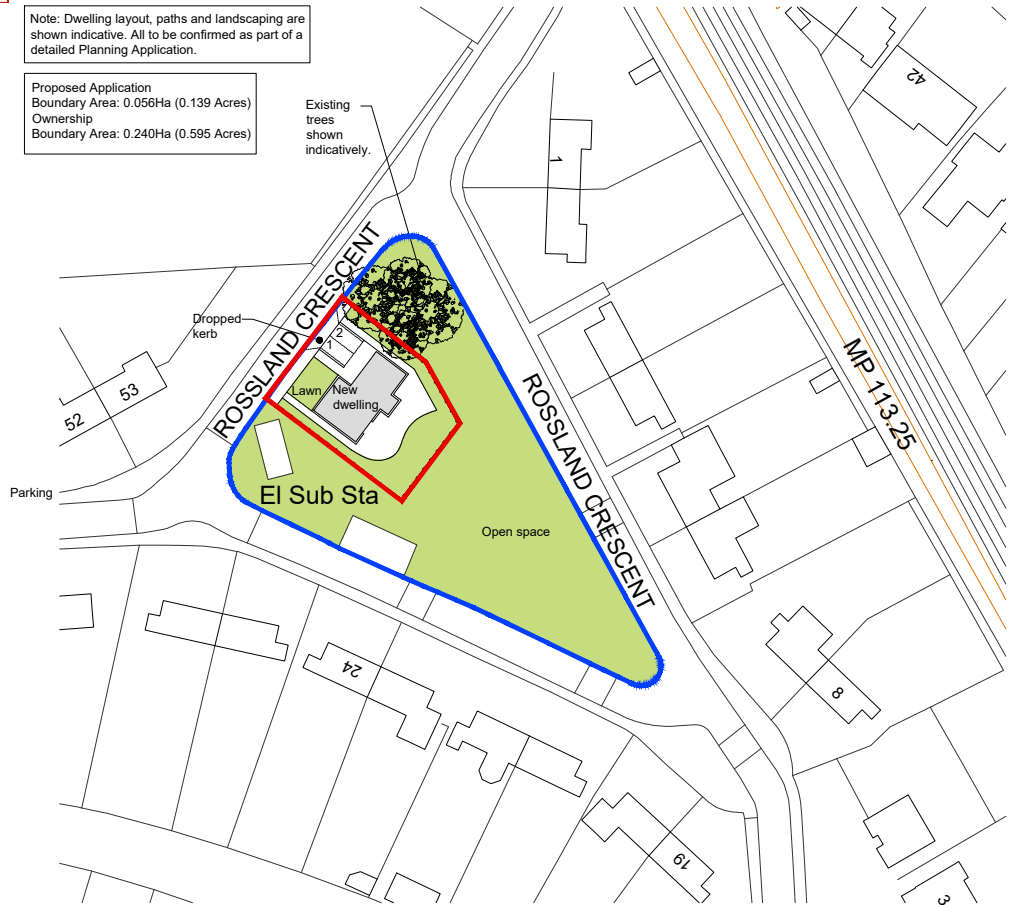 Note: Dwelling layout, paths and landscaping are
shown indicative. All to be confirmed as part of a
detailed Planning Application.
Proposed Application
Boundary Area: 0.056Ha (0.139 Acres)
Ownership
Boundary Area: 0.240Ha (0.595 Acres)
Existing
trees
shown
indicatively.
42
1
ROSSLAND CRESCENT
Dropped
kerb
2
1
Lawn
New
dwelling
MP 113.25
53
52
ROSSLAND CRESCENT
Parking
El Sub Sta
Open space
24
8
19
3